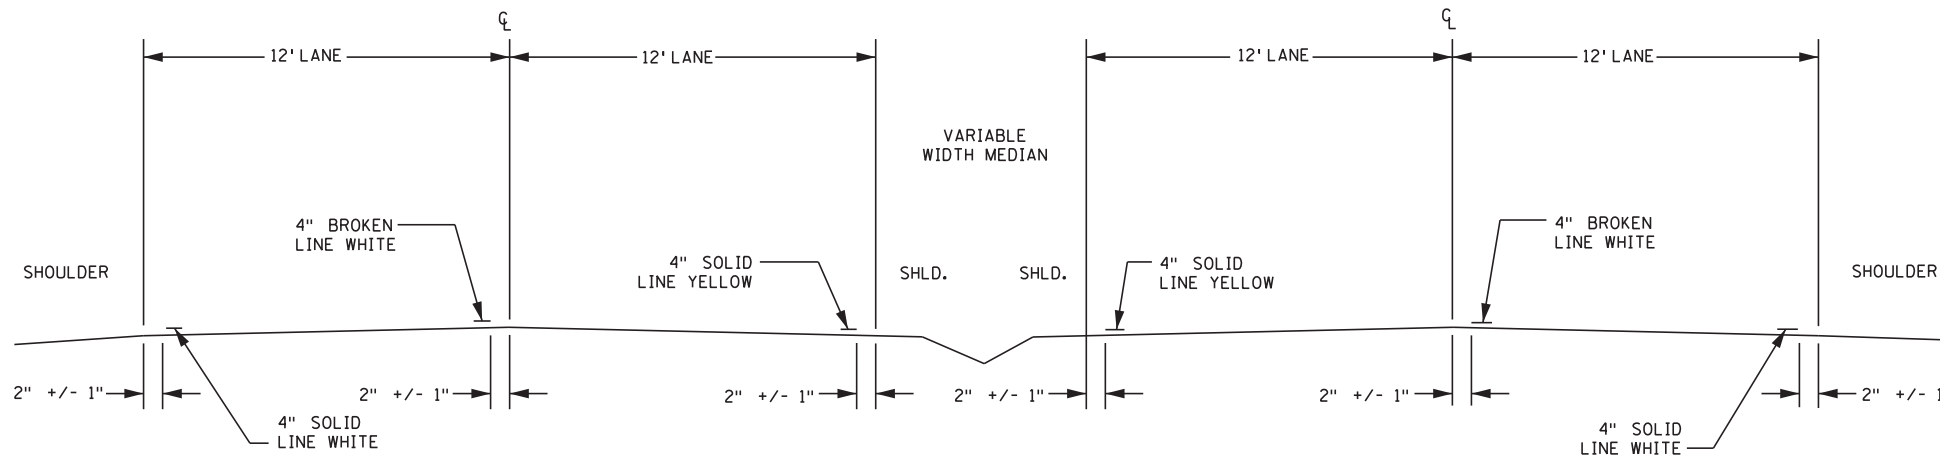 ℄
℄
12' LANE
12' LANE
12' LANE
12' LANE
VARIABLE
WIDTH MEDIAN
4" BROKEN
LINE WHITE
4" BROKEN
LINE WHITE
SHOULDER
4" SOLID
LINE YELLOW
SHLD.
SHLD.
4" SOLID
LINE YELLOW
SHOULDER
2" +/- 1"
2" +/- 1"
2" +/- 1"
2" +/- 1"
2" +/- 1"
2" +/- 1
4" SOLID
LINE WHITE
4" SOLID
LINE WHITE